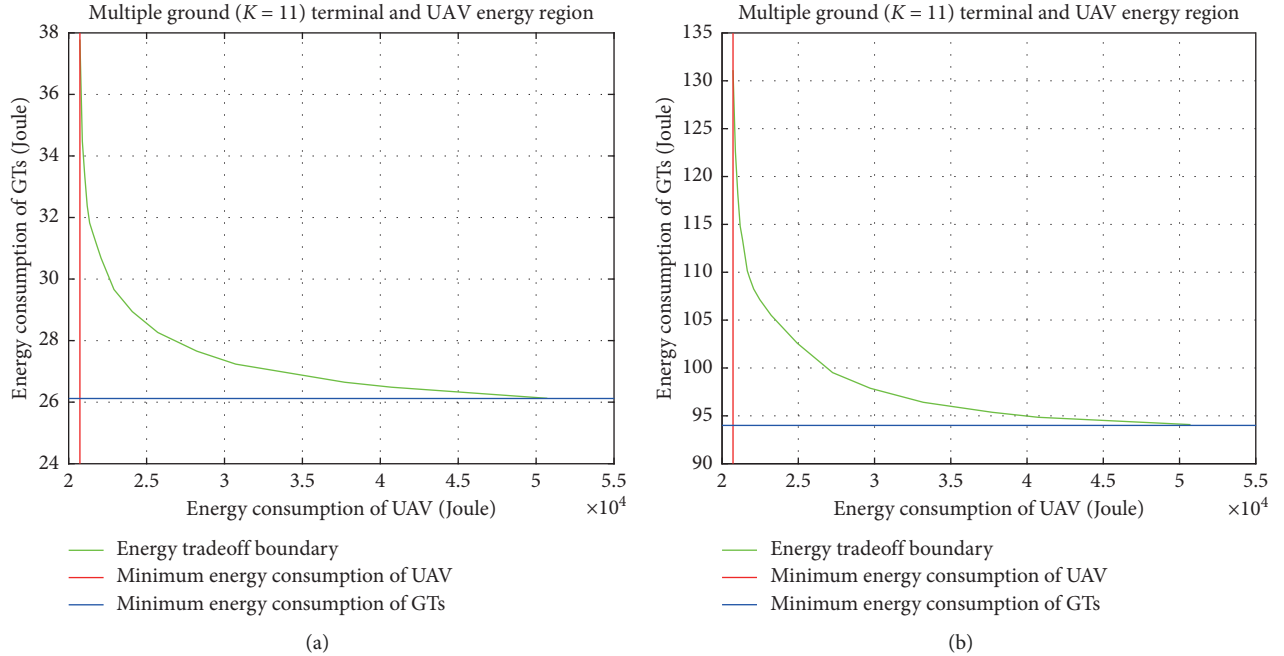 Multiple ground (K = 11) terminal and UAV energy region
38
36
34
32
30
28
26
24
Energy consumption of GTs (Joule)
2 2.5 3 3.5 4 4.5 5 5.5
×10⁴
Energy consumption of UAV (Joule)
Energy tradeoff boundary
Minimum energy consumption of UAV
Minimum energy consumption of GTs
(a)
Multiple ground (K = 11) terminal and UAV energy region
135
130
125
120
115
110
105
100
95
90
Energy consumption of GTs (Joule)
2 2.5 3 3.5 4 4.5 5 5.5
×10⁴
Energy consumption of UAV (Joule)
Energy tradeoff boundary
Minimum energy consumption of UAV
Minimum energy consumption of GTs
(b)